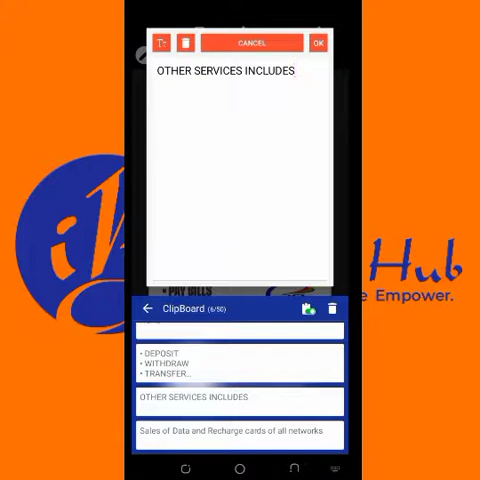 CANCEL
OK
OTHER SERVICES INCLUDES
• PAY BILLS
Hub
e Empower.
ClipBoard (6/50)
• DEPOSIT
• WITHDRAW
• TRANSFER...
OTHER SERVICES INCLUDES
Sales of Data and Recharge cards of all networks